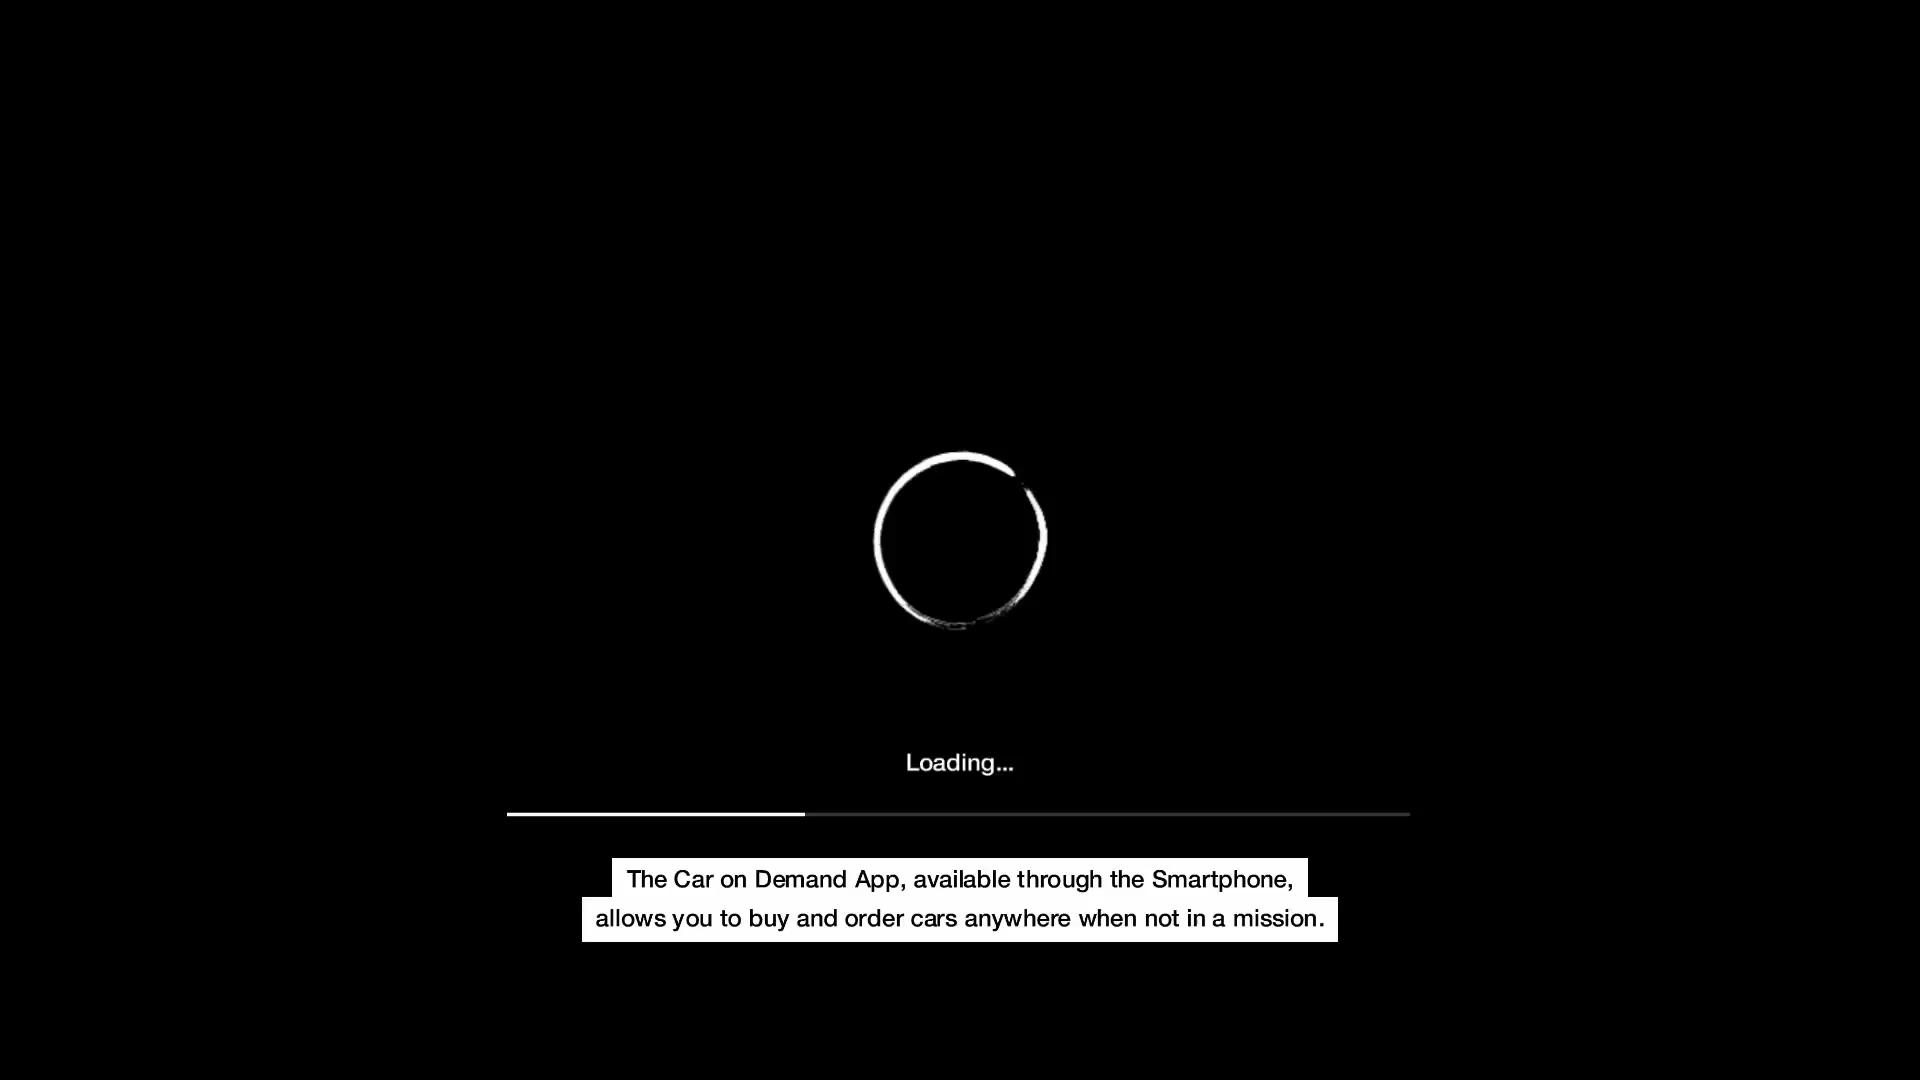 Loading...
The Car on Demand App, available through the Smartphone,
allows you to buy and order cars anywhere when not in a mission.